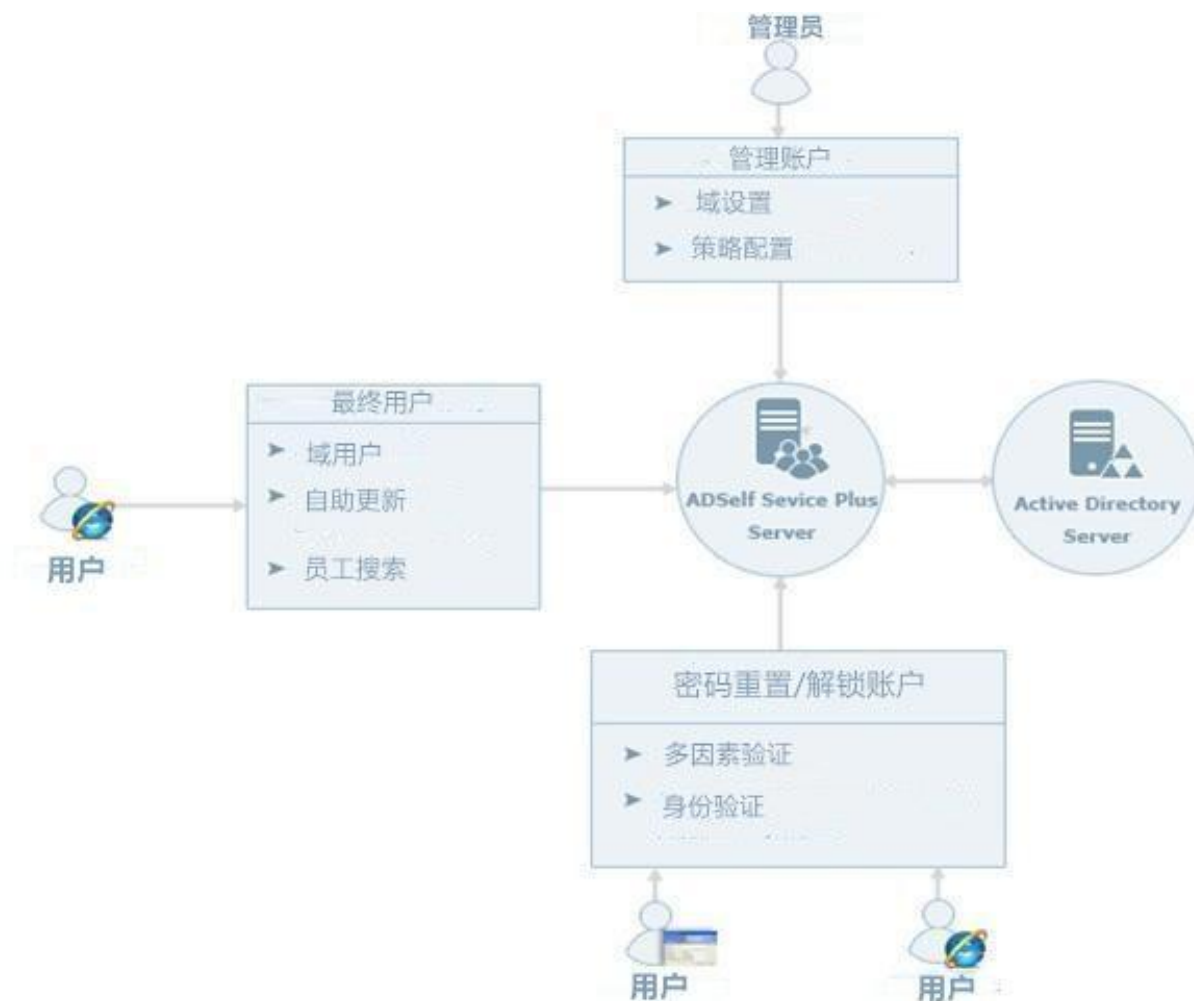 管理员
管理账户
域设置
策略配置
最终用户
域用户
自助更新
员工搜索
用户
ADSelf Sevice Plus
Server
Active Directory
Server
密码重置/解锁账户
多因素验证
身份验证
用户
用户